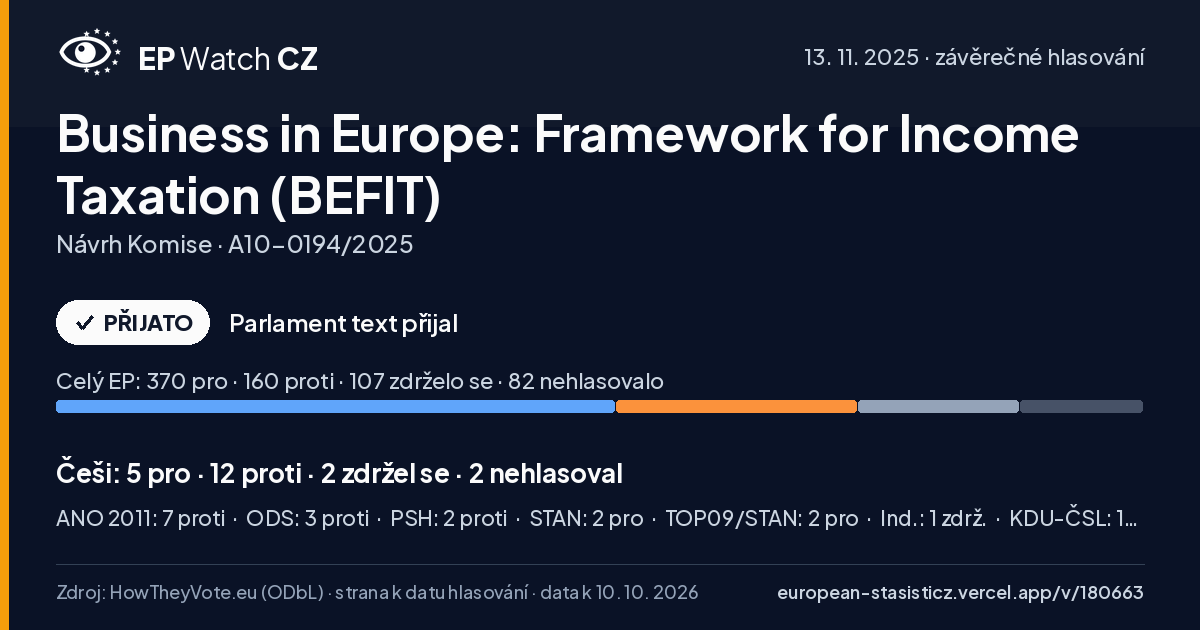 EP Watch CZ
13. 11. 2025 · závěrečné hlasování
Business in Europe: Framework for Income
Taxation (BEFIT)
Návrh Komise · A10–0194/2025
✓ PŘIJATO
Parlament text přijal
Celý EP: 370 pro · 160 proti · 107 zdrželo se · 82 nehlasovalo
Češi: 5 pro · 12 proti · 2 zdržel se · 2 nehlasoval
ANO 2011: 7 proti · ODS: 3 proti · PSH: 2 proti · STAN: 2 pro · TOP09/STAN: 2 pro · Ind.: 1 zdrž. · KDU-ČSL: 1…
Zdroj: HowTheyVote.eu (ODbL) · strana k datu hlasování · data k 10. 10. 2026
european-stasisticz.vercel.app/v/180663